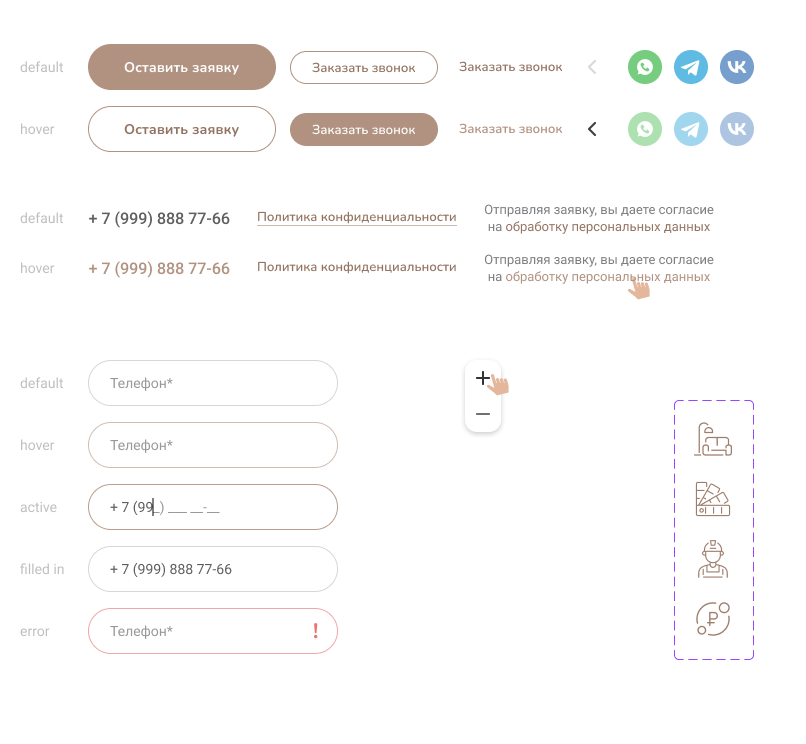 default Оставить заявку Заказать звонок Заказать звонок
hover Оставить заявку Заказать звонок Заказать звонок
default + 7 (999) 888 77-66 Политика конфиденциальности Отправляя заявку, вы даете согласие
на обработку персональных данных
hover + 7 (999) 888 77-66 Политика конфиденциальности Отправляя заявку, вы даете согласие
на обработку персональных данных
default Телефон*
hover Телефон*
active + 7 (99_) ___ __-__
filled in + 7 (999) 888 77-66
error Телефон* !